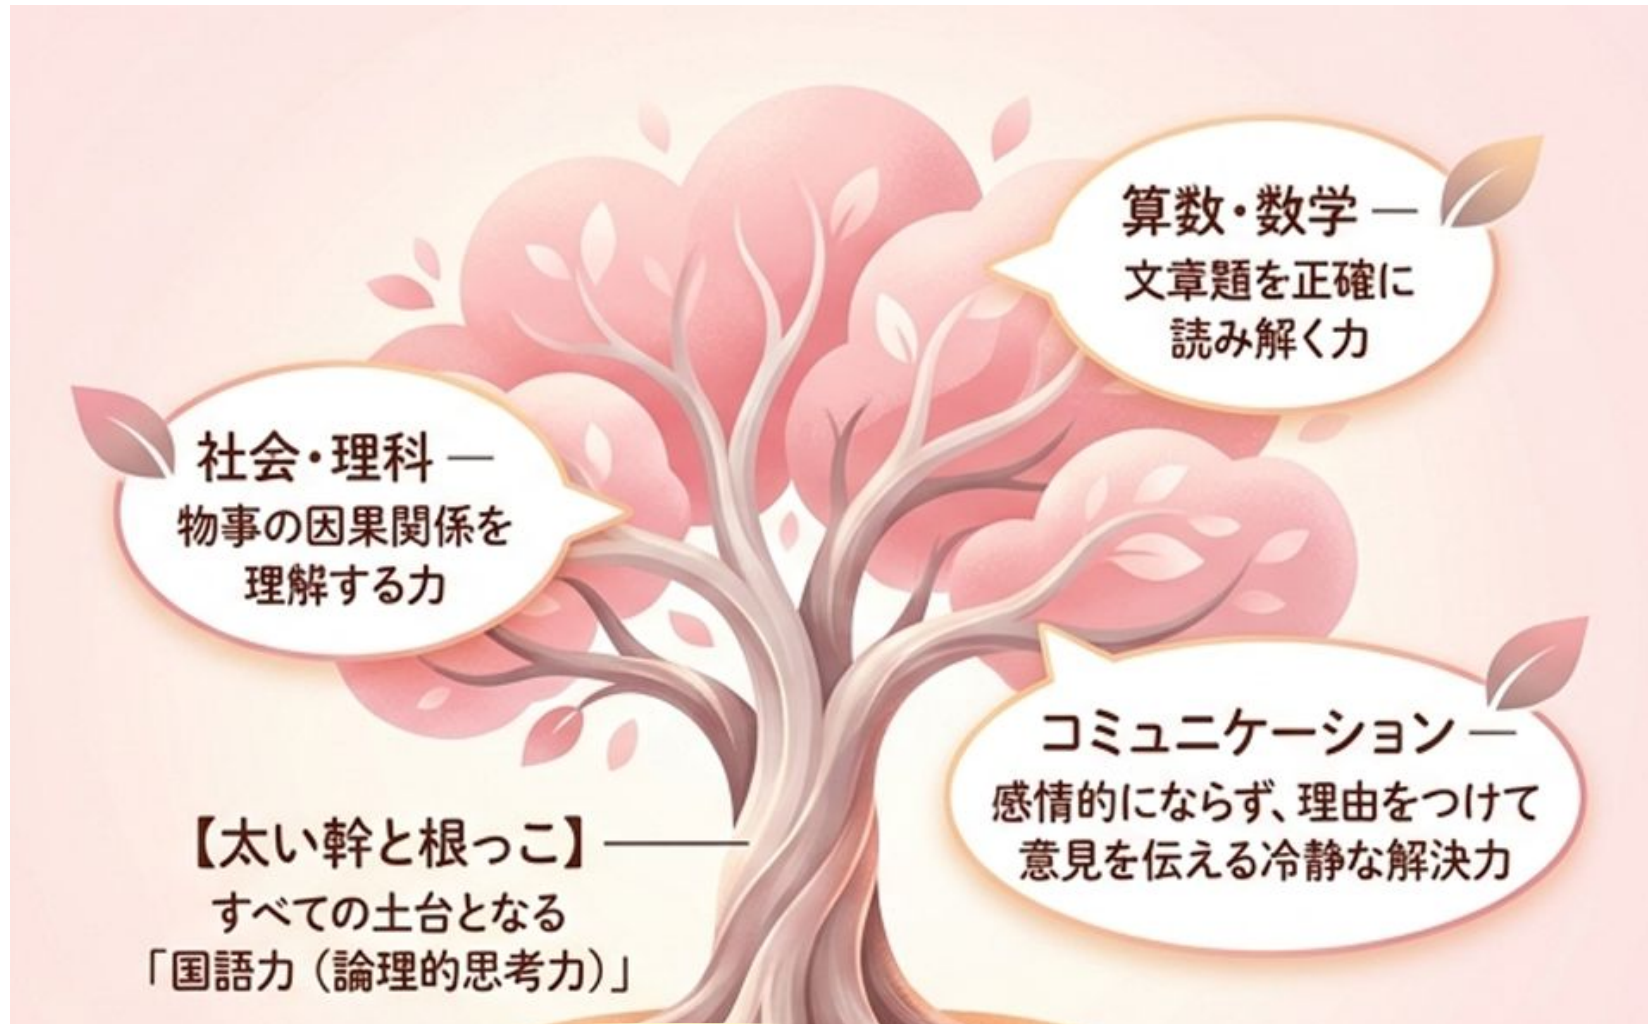 算数・数学 —
文章題を正確に
読み解く力
社会・理科 —
物事の因果関係を
理解する力
コミュニケーション —
感情的にならず、理由をつけて
意見を伝える冷静な解決力
【太い幹と根っこ】
すべての土台となる
「国語力（論理的思考力）」